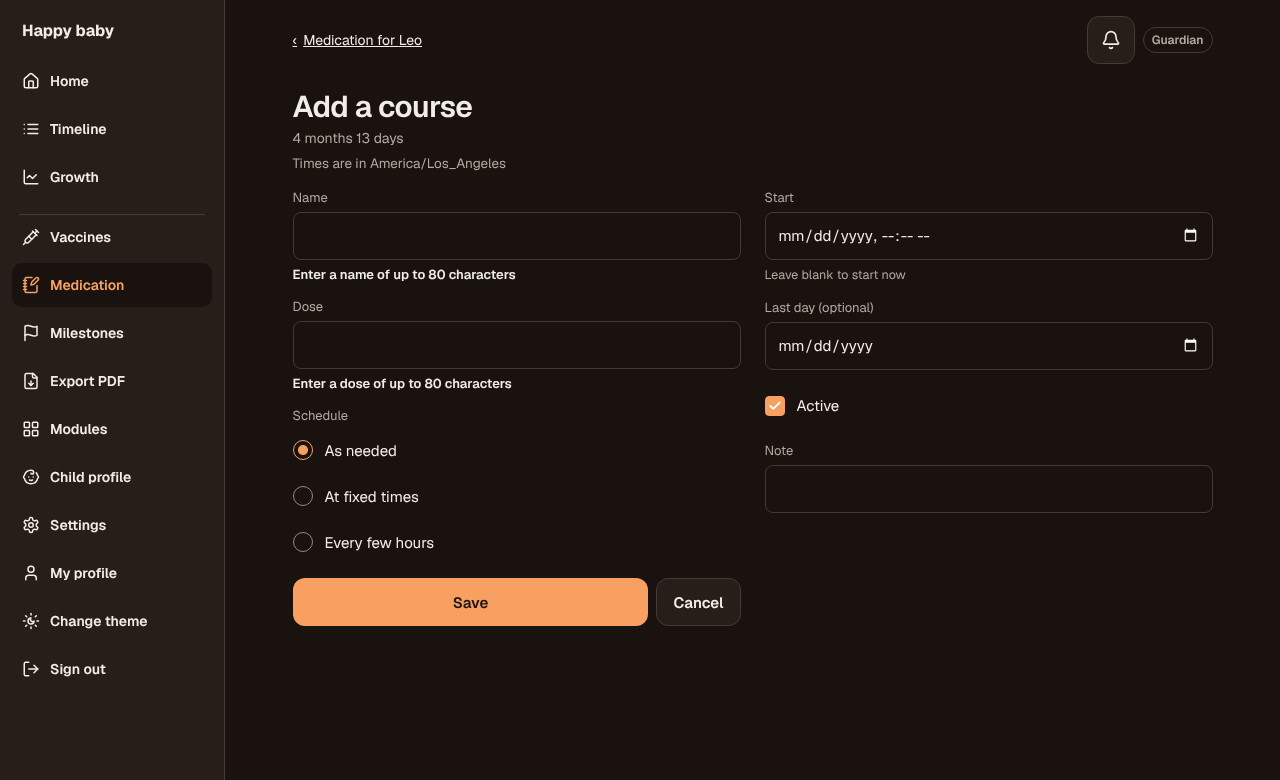 Happy baby
Home
Timeline
Growth
Vaccines
Medication
Milestones
Export PDF
Modules
Child profile
Settings
My profile
Change theme
Sign out
‹ Medication for Leo
Guardian
Add a course
4 months 13 days
Times are in America/Los_Angeles
Name
Enter a name of up to 80 characters
Dose
Enter a dose of up to 80 characters
Schedule
As needed
At fixed times
Every few hours
Save
Cancel
Start
mm/dd/yyyy, --:-- --
Leave blank to start now
Last day (optional)
mm/dd/yyyy
Active
Note